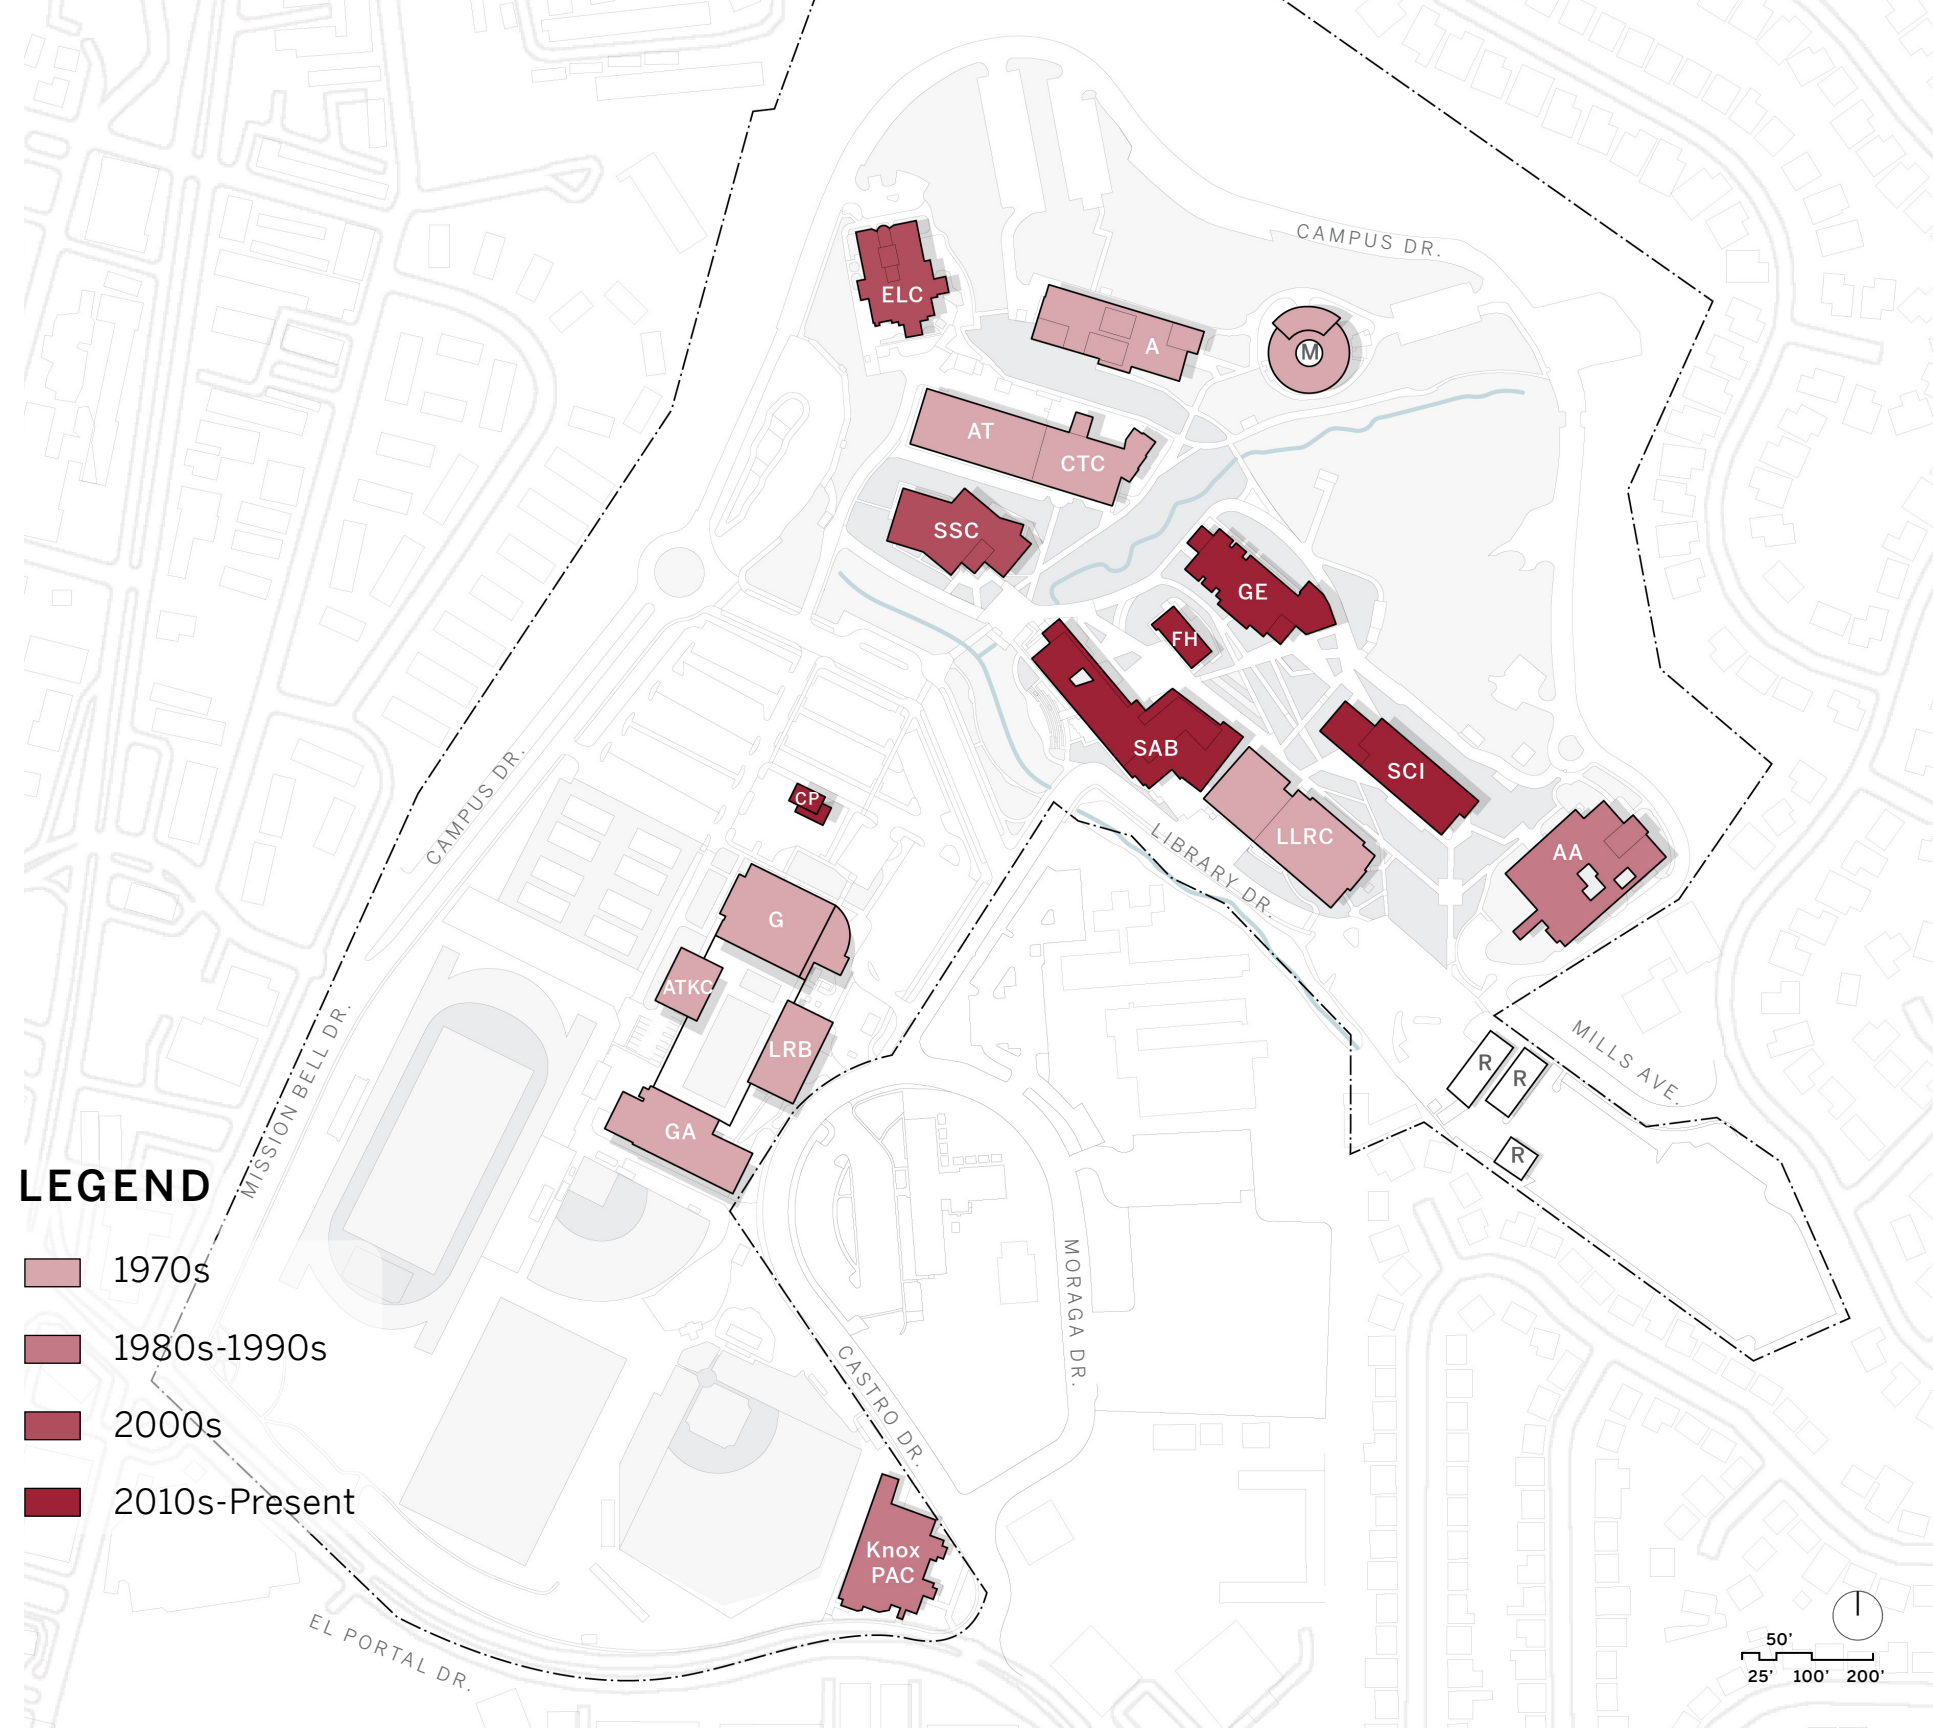 CAMPUS DR.
ELC
A
M
AT
CTC
SSC
GE
FH
SAB
SCI
CAMPUS DR.
CP
LIBRARY DR.
LLRC
AA
G
ATKC
LRB
MISSION BELL DR.
MILLS AVE.
R
R
GA
R
LEGEND
1970s
1980s-1990s
2000s
2010s-Present
MORAGA DR.
CASTRO DR.
Knox
PAC
EL PORTAL DR.
50'
25' 100' 200'